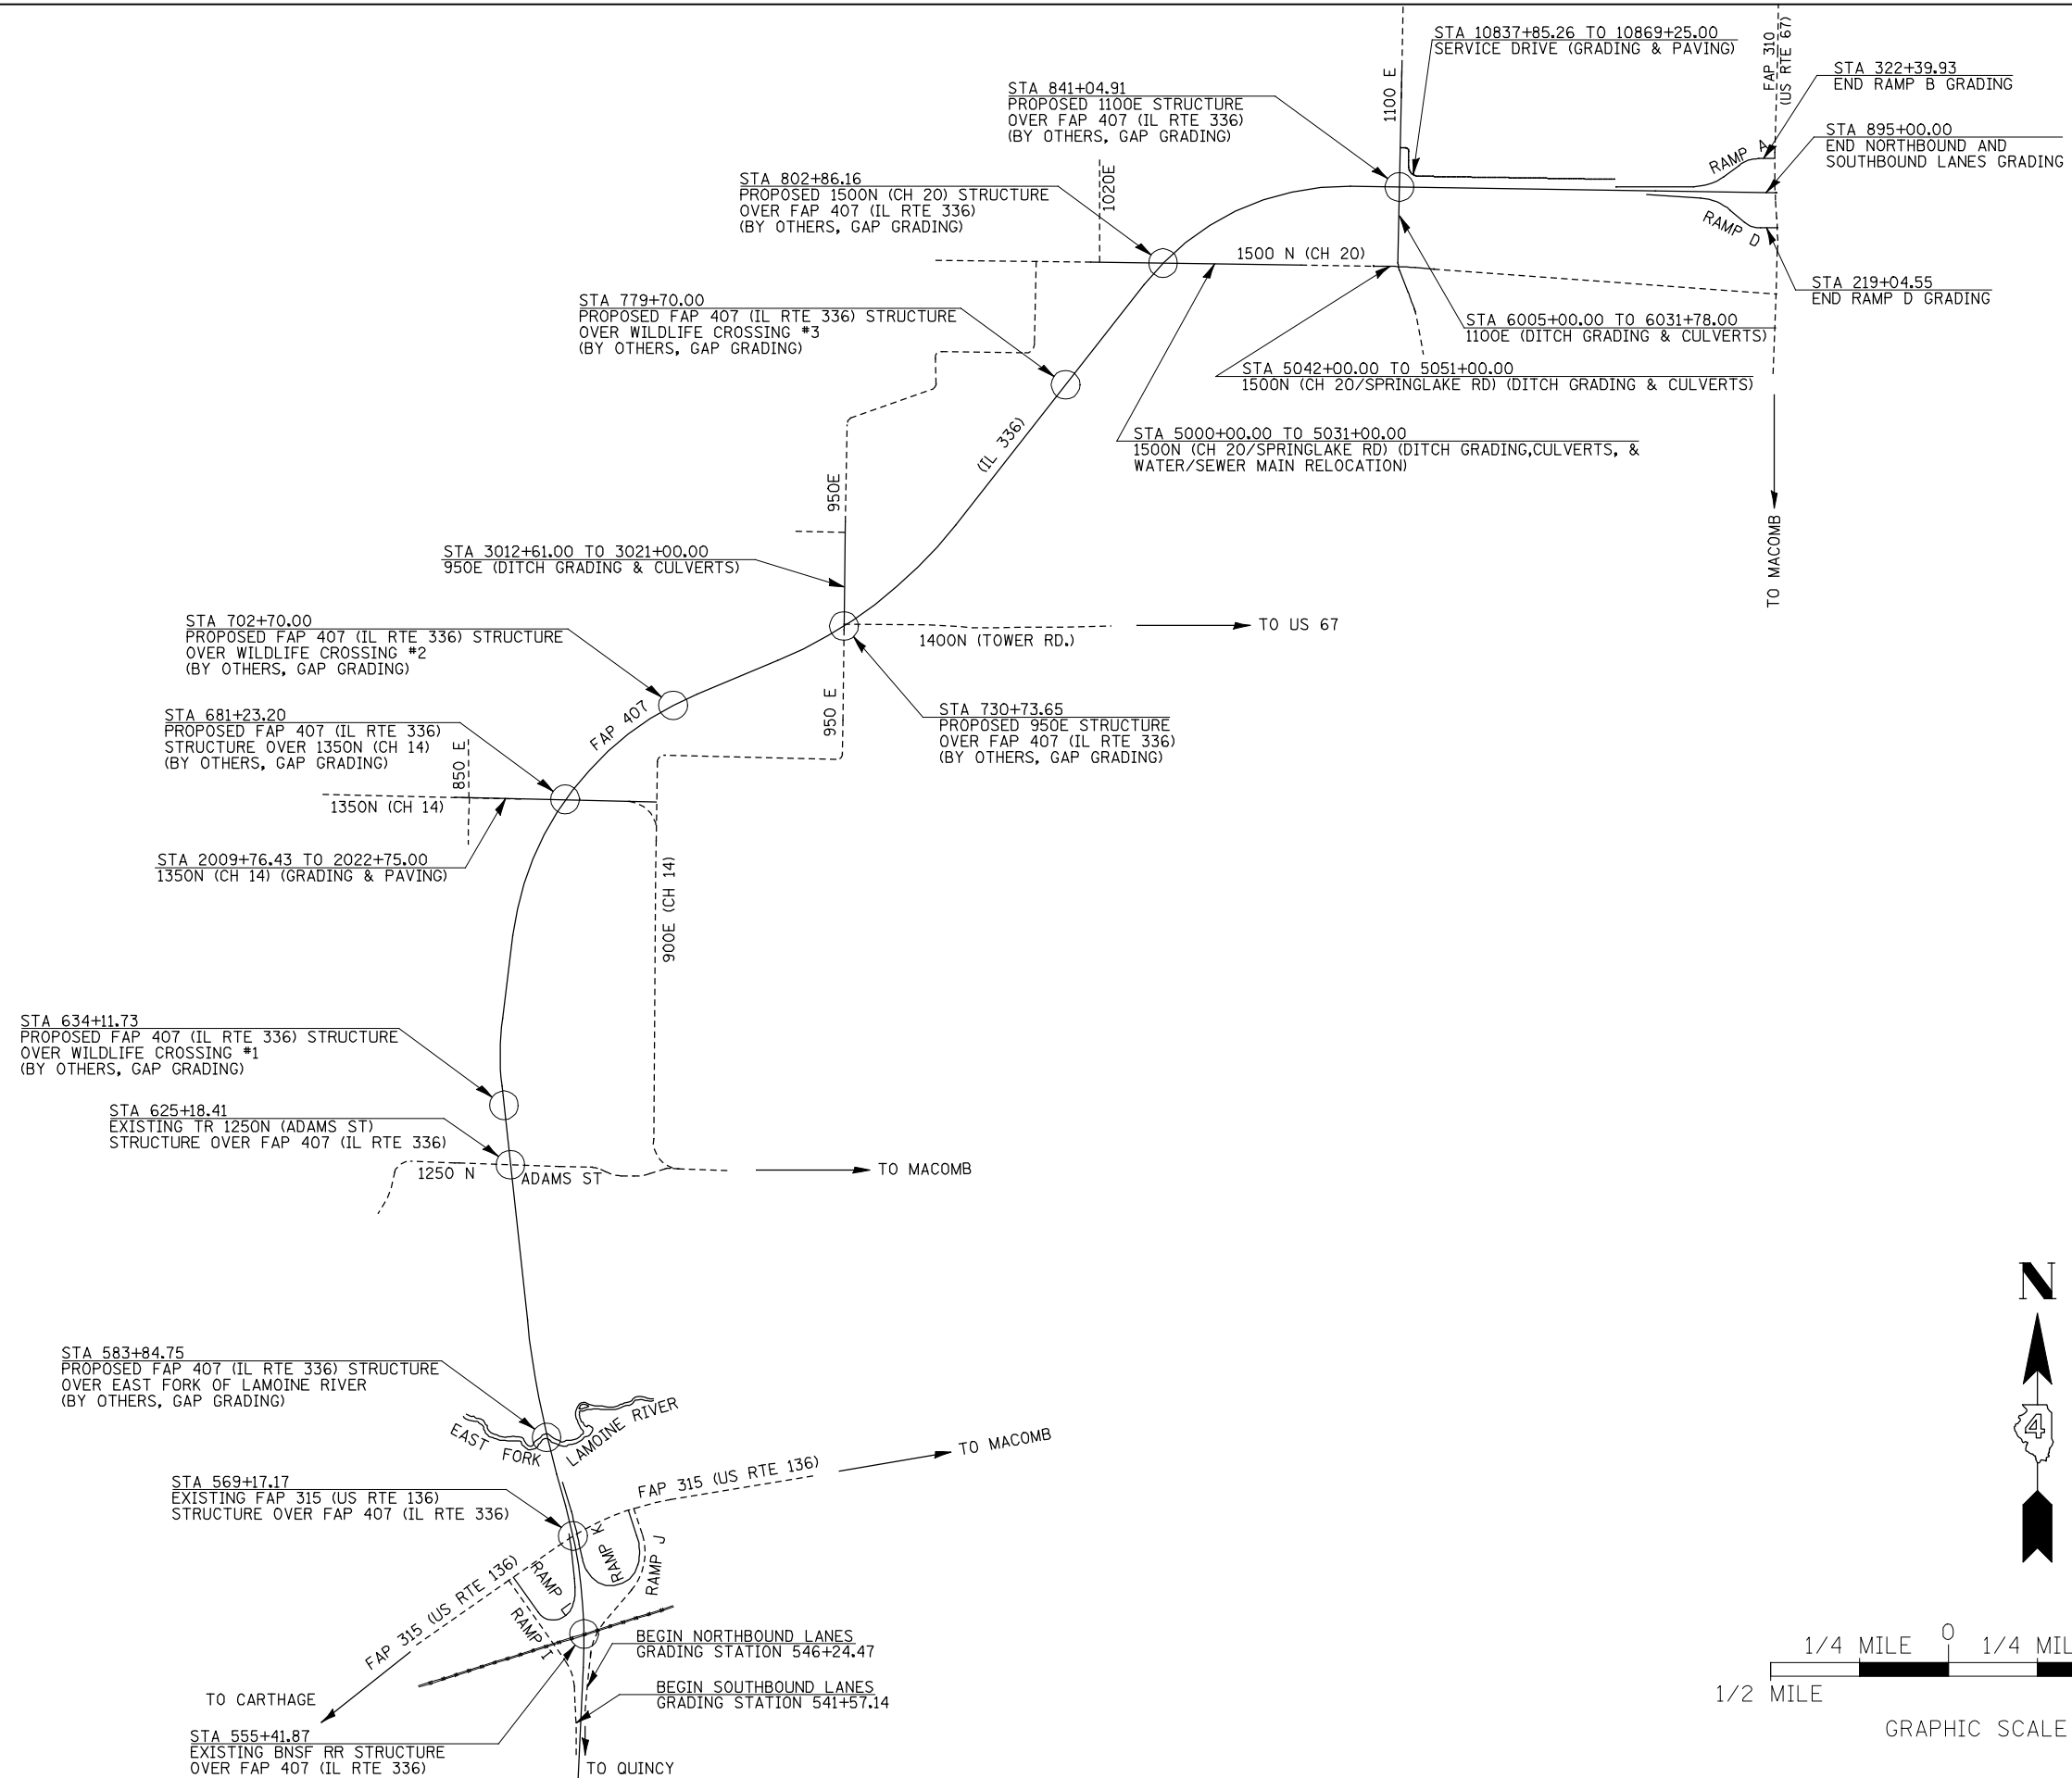 STA 10837+85.26 TO 10869+25.00
SERVICE DRIVE (GRADING & PAVING)
FAP 310
(US RTE 67)
STA 322+39.93
END RAMP B GRADING
STA 841+04.91
PROPOSED 1100E STRUCTURE
OVER FAP 407 (IL RTE 336)
(BY OTHERS, GAP GRADING)
1100 E
STA 895+00.00
END NORTHBOUND AND
SOUTHBOUND LANES GRADING
RAMP A
RAMP D
STA 802+86.16
PROPOSED 1500N (CH 20) STRUCTURE
OVER FAP 407 (IL RTE 336)
(BY OTHERS, GAP GRADING)
1020E
1500 N (CH 20)
STA 219+04.55
END RAMP D GRADING
STA 779+70.00
PROPOSED FAP 407 (IL RTE 336) STRUCTURE
OVER WILDLIFE CROSSING #3
(BY OTHERS, GAP GRADING)
STA 6005+00.00 TO 6031+78.00
1100E (DITCH GRADING & CULVERTS)
STA 5042+00.00 TO 5051+00.00
1500N (CH 20/SPRINGLAKE RD) (DITCH GRADING & CULVERTS)
STA 5000+00.00 TO 5031+00.00
1500N (CH 20/SPRINGLAKE RD) (DITCH GRADING,CULVERTS, &
WATER/SEWER MAIN RELOCATION)
(IL 336)
950E
TO MACOMB
STA 3012+61.00 TO 3021+00.00
950E (DITCH GRADING & CULVERTS)
STA 702+70.00
PROPOSED FAP 407 (IL RTE 336) STRUCTURE
OVER WILDLIFE CROSSING #2
(BY OTHERS, GAP GRADING)
1400N (TOWER RD.)
TO US 67
FAP 407
950 E
STA 730+73.65
PROPOSED 950E STRUCTURE
OVER FAP 407 (IL RTE 336)
(BY OTHERS, GAP GRADING)
STA 681+23.20
PROPOSED FAP 407 (IL RTE 336)
STRUCTURE OVER 1350N (CH 14)
(BY OTHERS, GAP GRADING)
850 E
1350N (CH 14)
STA 2009+76.43 TO 2022+75.00
1350N (CH 14) (GRADING & PAVING)
900E (CH 14)
STA 634+11.73
PROPOSED FAP 407 (IL RTE 336) STRUCTURE
OVER WILDLIFE CROSSING #1
(BY OTHERS, GAP GRADING)
STA 625+18.41
EXISTING TR 1250N (ADAMS ST)
STRUCTURE OVER FAP 407 (IL RTE 336)
1250 N
ADAMS ST
TO MACOMB
N
4
STA 583+84.75
PROPOSED FAP 407 (IL RTE 336) STRUCTURE
OVER EAST FORK OF LAMOINE RIVER
(BY OTHERS, GAP GRADING)
EAST FORK LAMOINE RIVER
TO MACOMB
FAP 315 (US RTE 136)
STA 569+17.17
EXISTING FAP 315 (US RTE 136)
STRUCTURE OVER FAP 407 (IL RTE 336)
RAMP K
RAMP J
RAMP L
RAMP I
FAP 315 (US RTE 136)
TO CARTHAGE
BEGIN NORTHBOUND LANES
GRADING STATION 546+24.47
BEGIN SOUTHBOUND LANES
GRADING STATION 541+57.14
STA 555+41.87
EXISTING BNSF RR STRUCTURE
OVER FAP 407 (IL RTE 336)
TO QUINCY
1/4 MILE 0 1/4 MIL
1/2 MILE
GRAPHIC SCALE